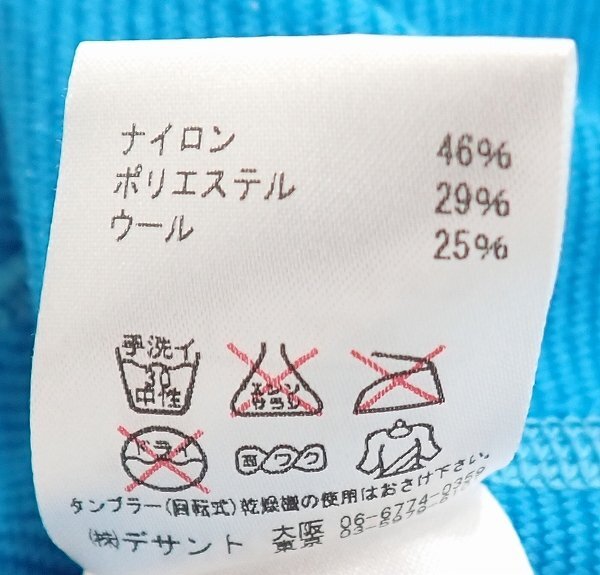 ナイロン 46%
ポリエステル 29%
ウール 25%
手洗イ
30
中性
エンソ
サラシ
ドライ
ヨワク
タンブラー(回転式)乾燥機の使用はおさけ下さい。
(株)デサント 大阪 06-6774-0359
東京